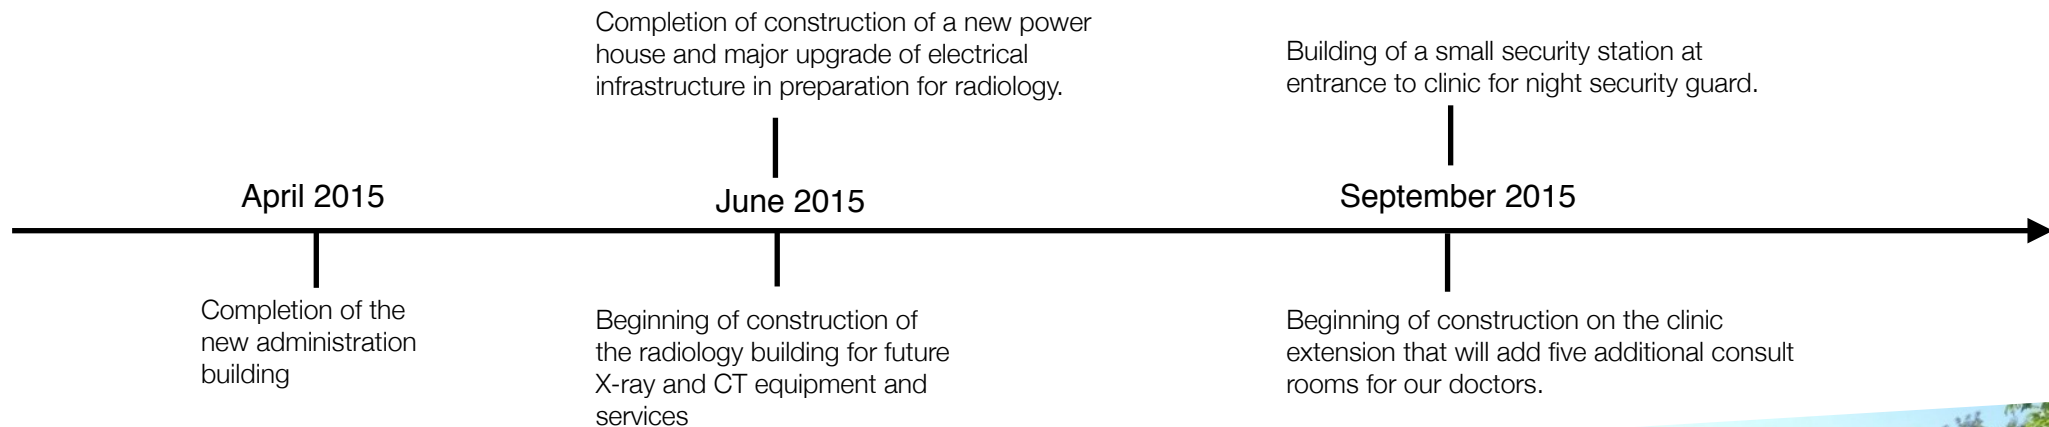 Completion of construction of a new power
house and major upgrade of electrical
infrastructure in preparation for radiology.
Building of a small security station at
entrance to clinic for night security guard.
April 2015
June 2015
September 2015
Completion of the
new administration
building
Beginning of construction of
the radiology building for future
X-ray and CT equipment and
services
Beginning of construction on the clinic
extension that will add five additional consult
rooms for our doctors.